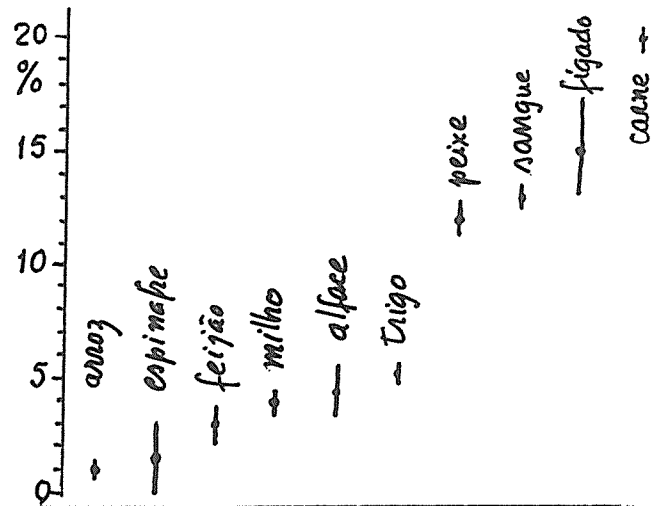 20
%
15
10
5
0
arroz
espinafre
feijão
milho
alface
trigo
peixe
sangue
fígado
carne